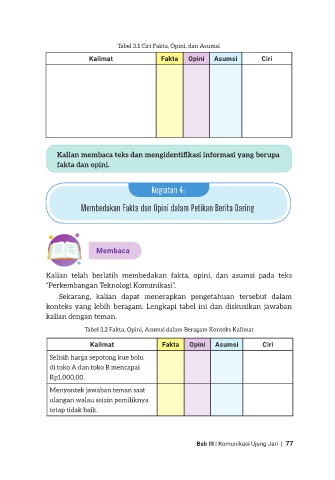 Tabel 3.1 Ciri Fakta, Opini, dan Asumsi
Kalimat Fakta Opini Asumsi Ciri
Kalian membaca teks dan mengidentifikasi informasi yang berupa
fakta dan opini.
Kegiatan 4:
Membedakan Fakta dan Opini dalam Petikan Berita Daring
Membaca
Kalian telah berlatih membedakan fakta, opini, dan asumsi pada teks
“Perkembangan Teknologi Komunikasi”.
Sekarang, kalian dapat menerapkan pengetahuan tersebut dalam
konteks yang lebih beragam. Lengkapi tabel ini dan diskusikan jawaban
kalian dengan teman.
Tabel 3.2 Fakta, Opini, Asumsi dalam Beragam Konteks Kalimat
Kalimat Fakta Opini Asumsi Ciri
Selisih harga sepotong kue bolu
di toko A dan toko B mencapai
Rp1.000,00.
Menyontek jawaban teman saat
ulangan walau seizin pemiliknya
tetap tidak baik.
Bab III | Komunikasi Ujung Jari | 77